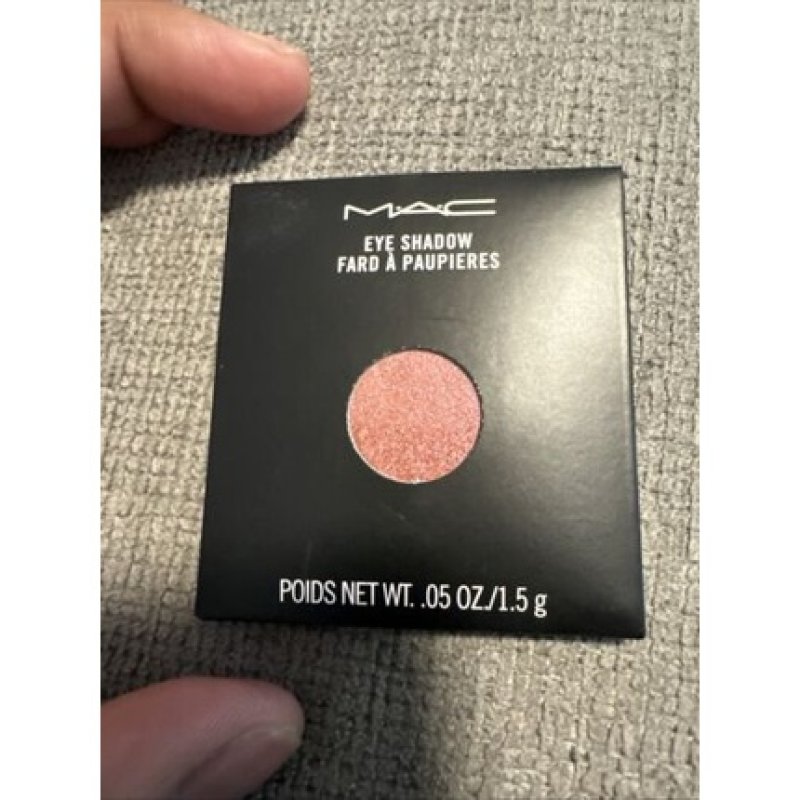 M·A·C
EYE SHADOW
FARD À PAUPIERES
POIDS NET WT. .05 OZ./1.5 g